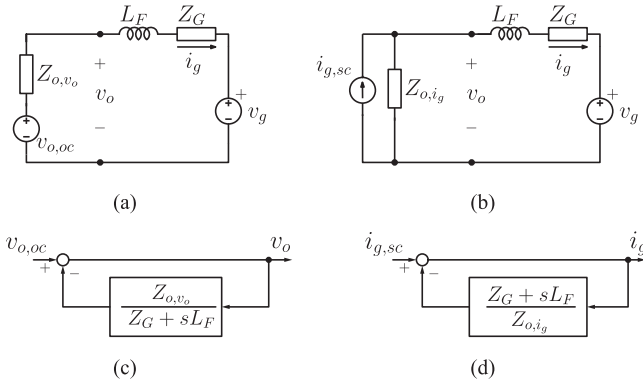 L_F Z_G
i_g
Z_{o,v_o}
+
v_o
−
v_{o,oc}
+
−
+
v_g
−
(a)
L_F Z_G
i_g
i_{g,sc}
Z_{o,i_g}
+
v_o
−
+
v_g
−
(b)
v_{o,oc} v_o
+ −
Z_{o,v_o}
Z_G + sL_F
(c)
i_{g,sc} i_g
+ −
Z_G + sL_F
Z_{o,i_g}
(d)